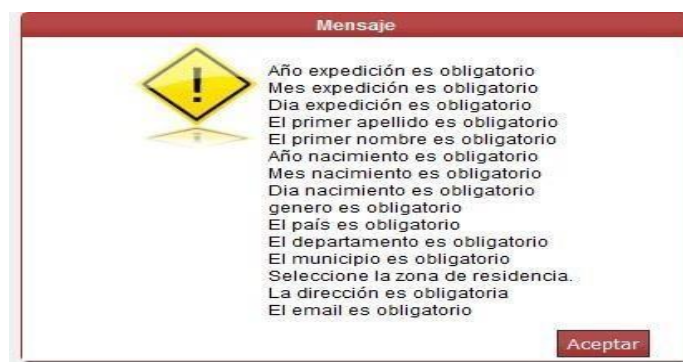 Mensaje
Año expedición es obligatorio
Mes expedición es obligatorio
Dia expedición es obligatorio
El primer apellido es obligatorio
El primer nombre es obligatorio
Año nacimiento es obligatorio
Mes nacimiento es obligatorio
Dia nacimiento es obligatorio
genero es obligatorio
El país es obligatorio
El departamento es obligatorio
El municipio es obligatorio
Seleccione la zona de residencia.
La dirección es obligatoria
El email es obligatorio
Aceptar